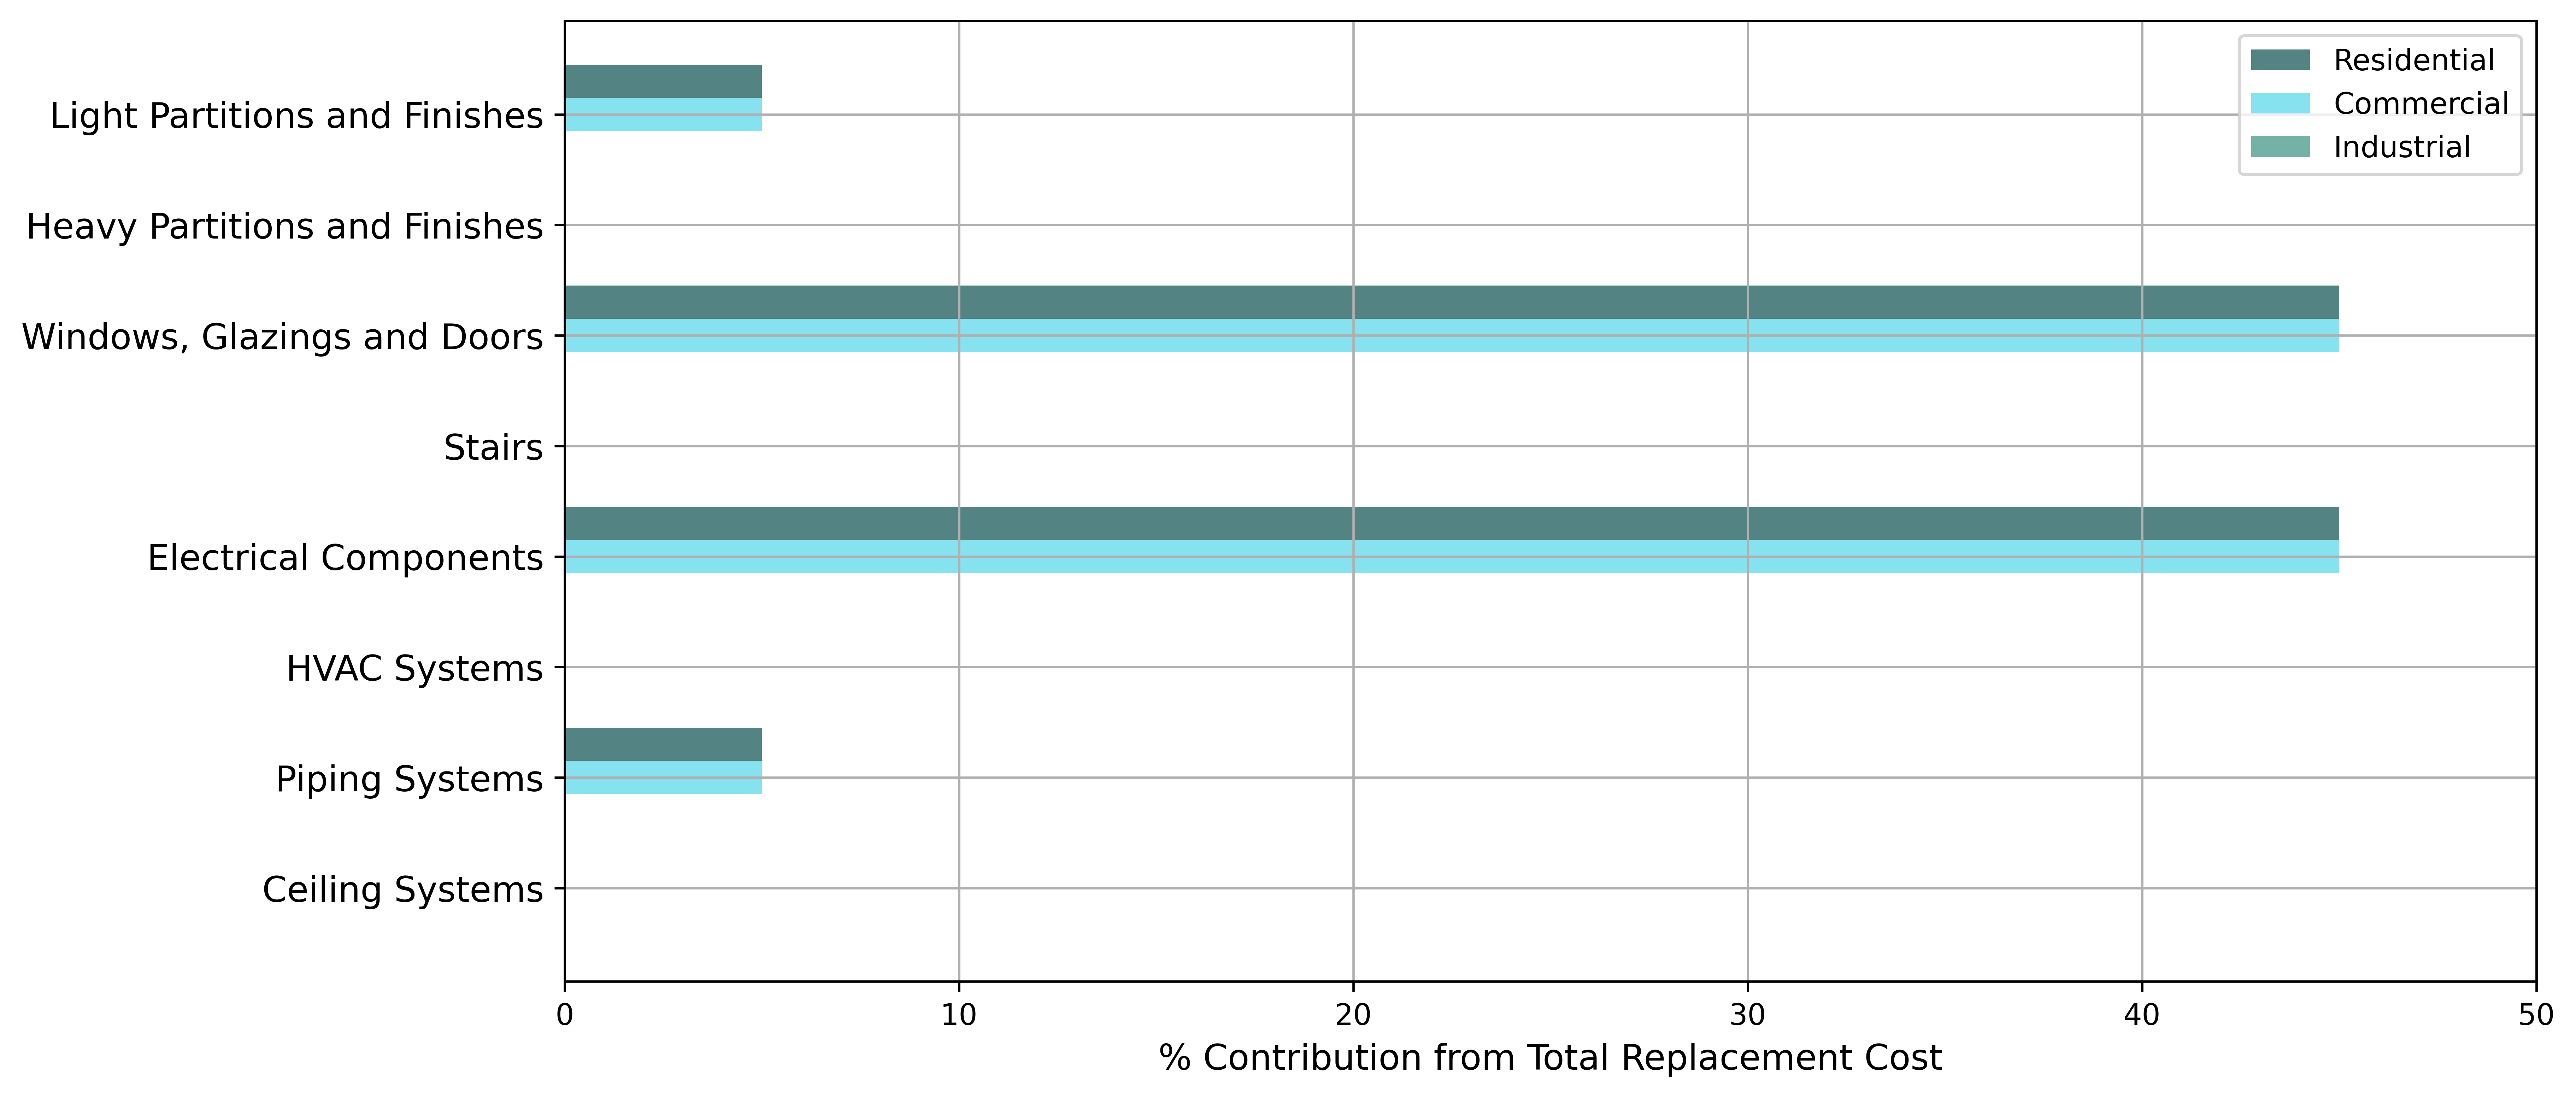 Residential
Commercial
Industrial
Light Partitions and Finishes
Heavy Partitions and Finishes
Windows, Glazings and Doors
Stairs
Electrical Components
HVAC Systems
Piping Systems
Ceiling Systems
0 10 20 30 40 50
% Contribution from Total Replacement Cost